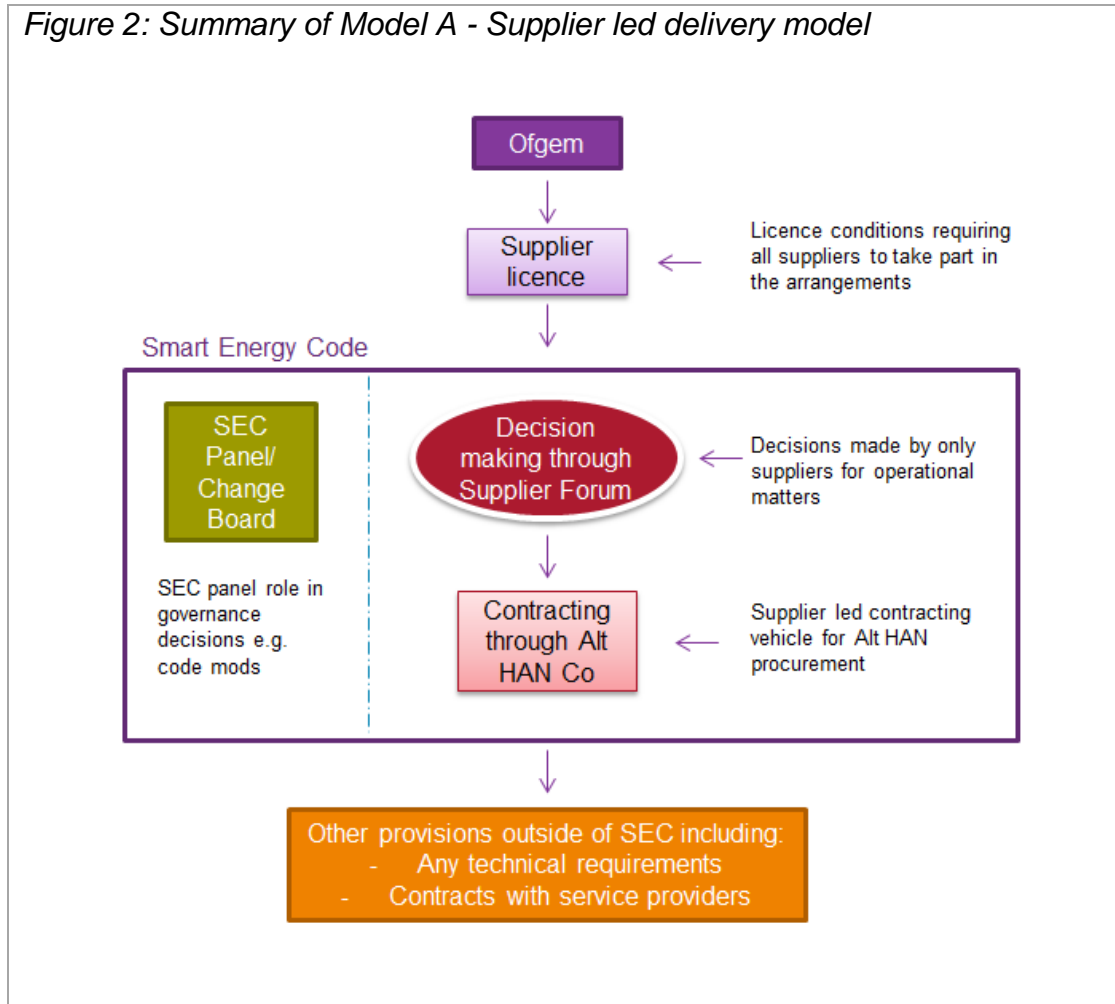 Figure 2: Summary of Model A - Supplier led delivery model
Ofgem
Supplier
licence
Licence conditions requiring
all suppliers to take part in
the arrangements
Smart Energy Code
SEC
Panel/
Change
Board
SEC panel role in
governance
decisions e.g.
code mods
Decision
making through
Supplier Forum
Decisions made by only
suppliers for operational
matters
Contracting
through Alt
HAN Co
Supplier led contracting
vehicle for Alt HAN
procurement
Other provisions outside of SEC including:
- Any technical requirements
- Contracts with service providers